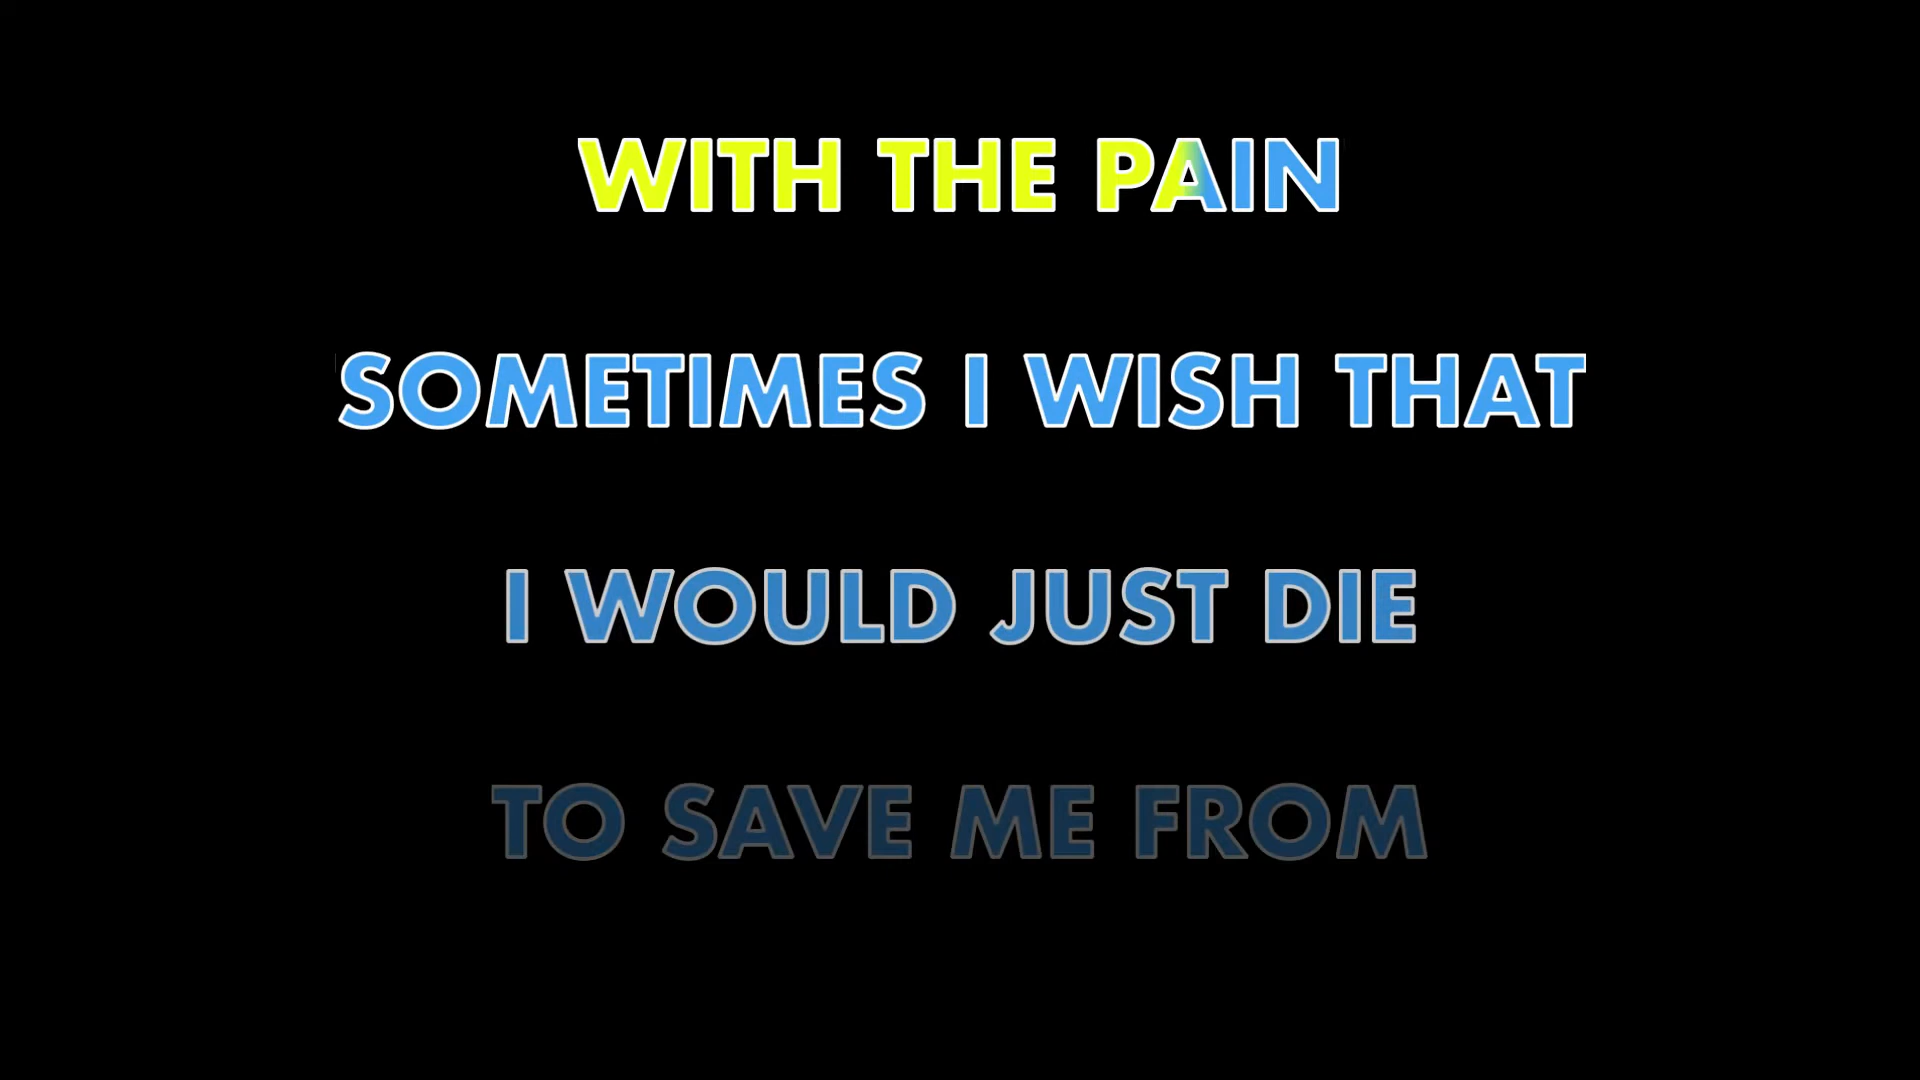 WITH THE PAIN
SOMETIMES I WISH THAT
I WOULD JUST DIE
TO SAVE ME FROM